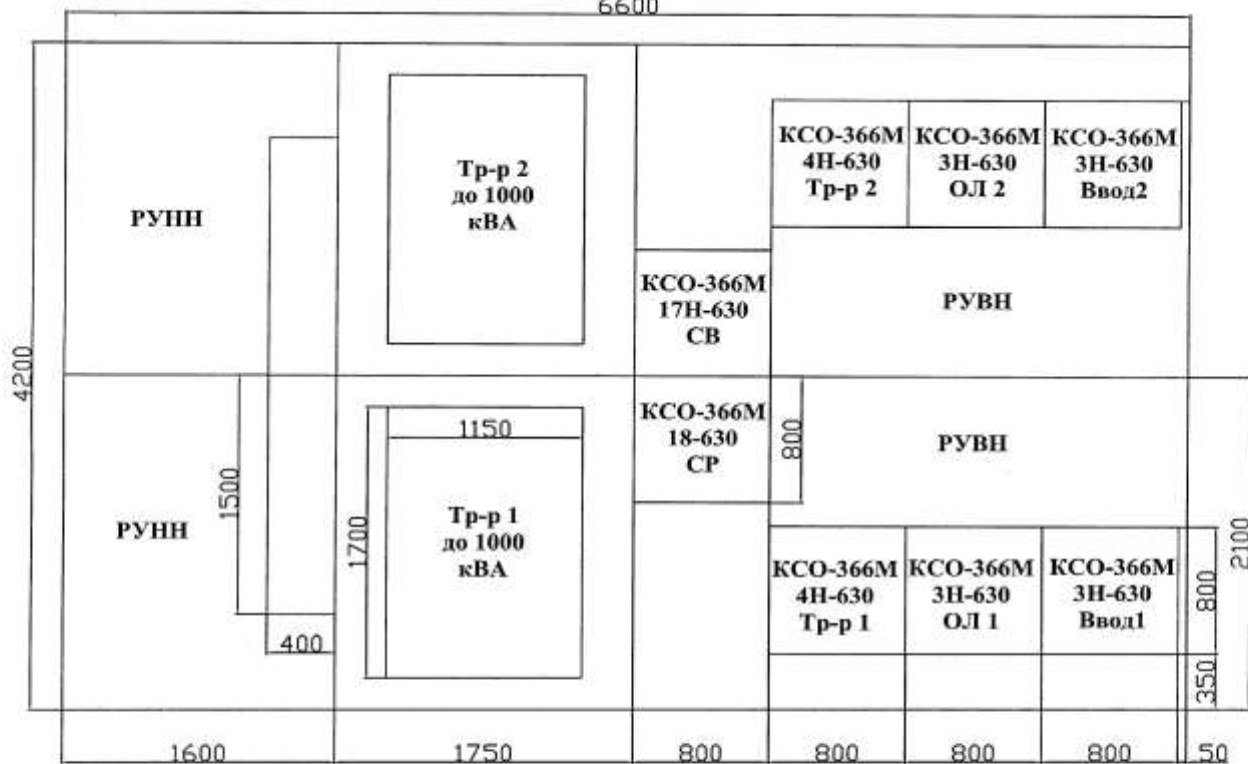 6600
КСО-366М
4Н-630
Тр-р 2
КСО-366М
3Н-630
ОЛ 2
КСО-366М
3Н-630
Ввод2
Тр-р 2
до 1000
кВА
РУНН
КСО-366М
17Н-630
СВ
РУВН
4200
КСО-366М
18-630
СР
800
РУВН
1150
1500
1700
Тр-р 1
до 1000
кВА
РУНН
2100
КСО-366М
4Н-630
Тр-р 1
КСО-366М
3Н-630
ОЛ 1
КСО-366М
3Н-630
Ввод1
800
400
350
1600
1750
800
800
800
800
50